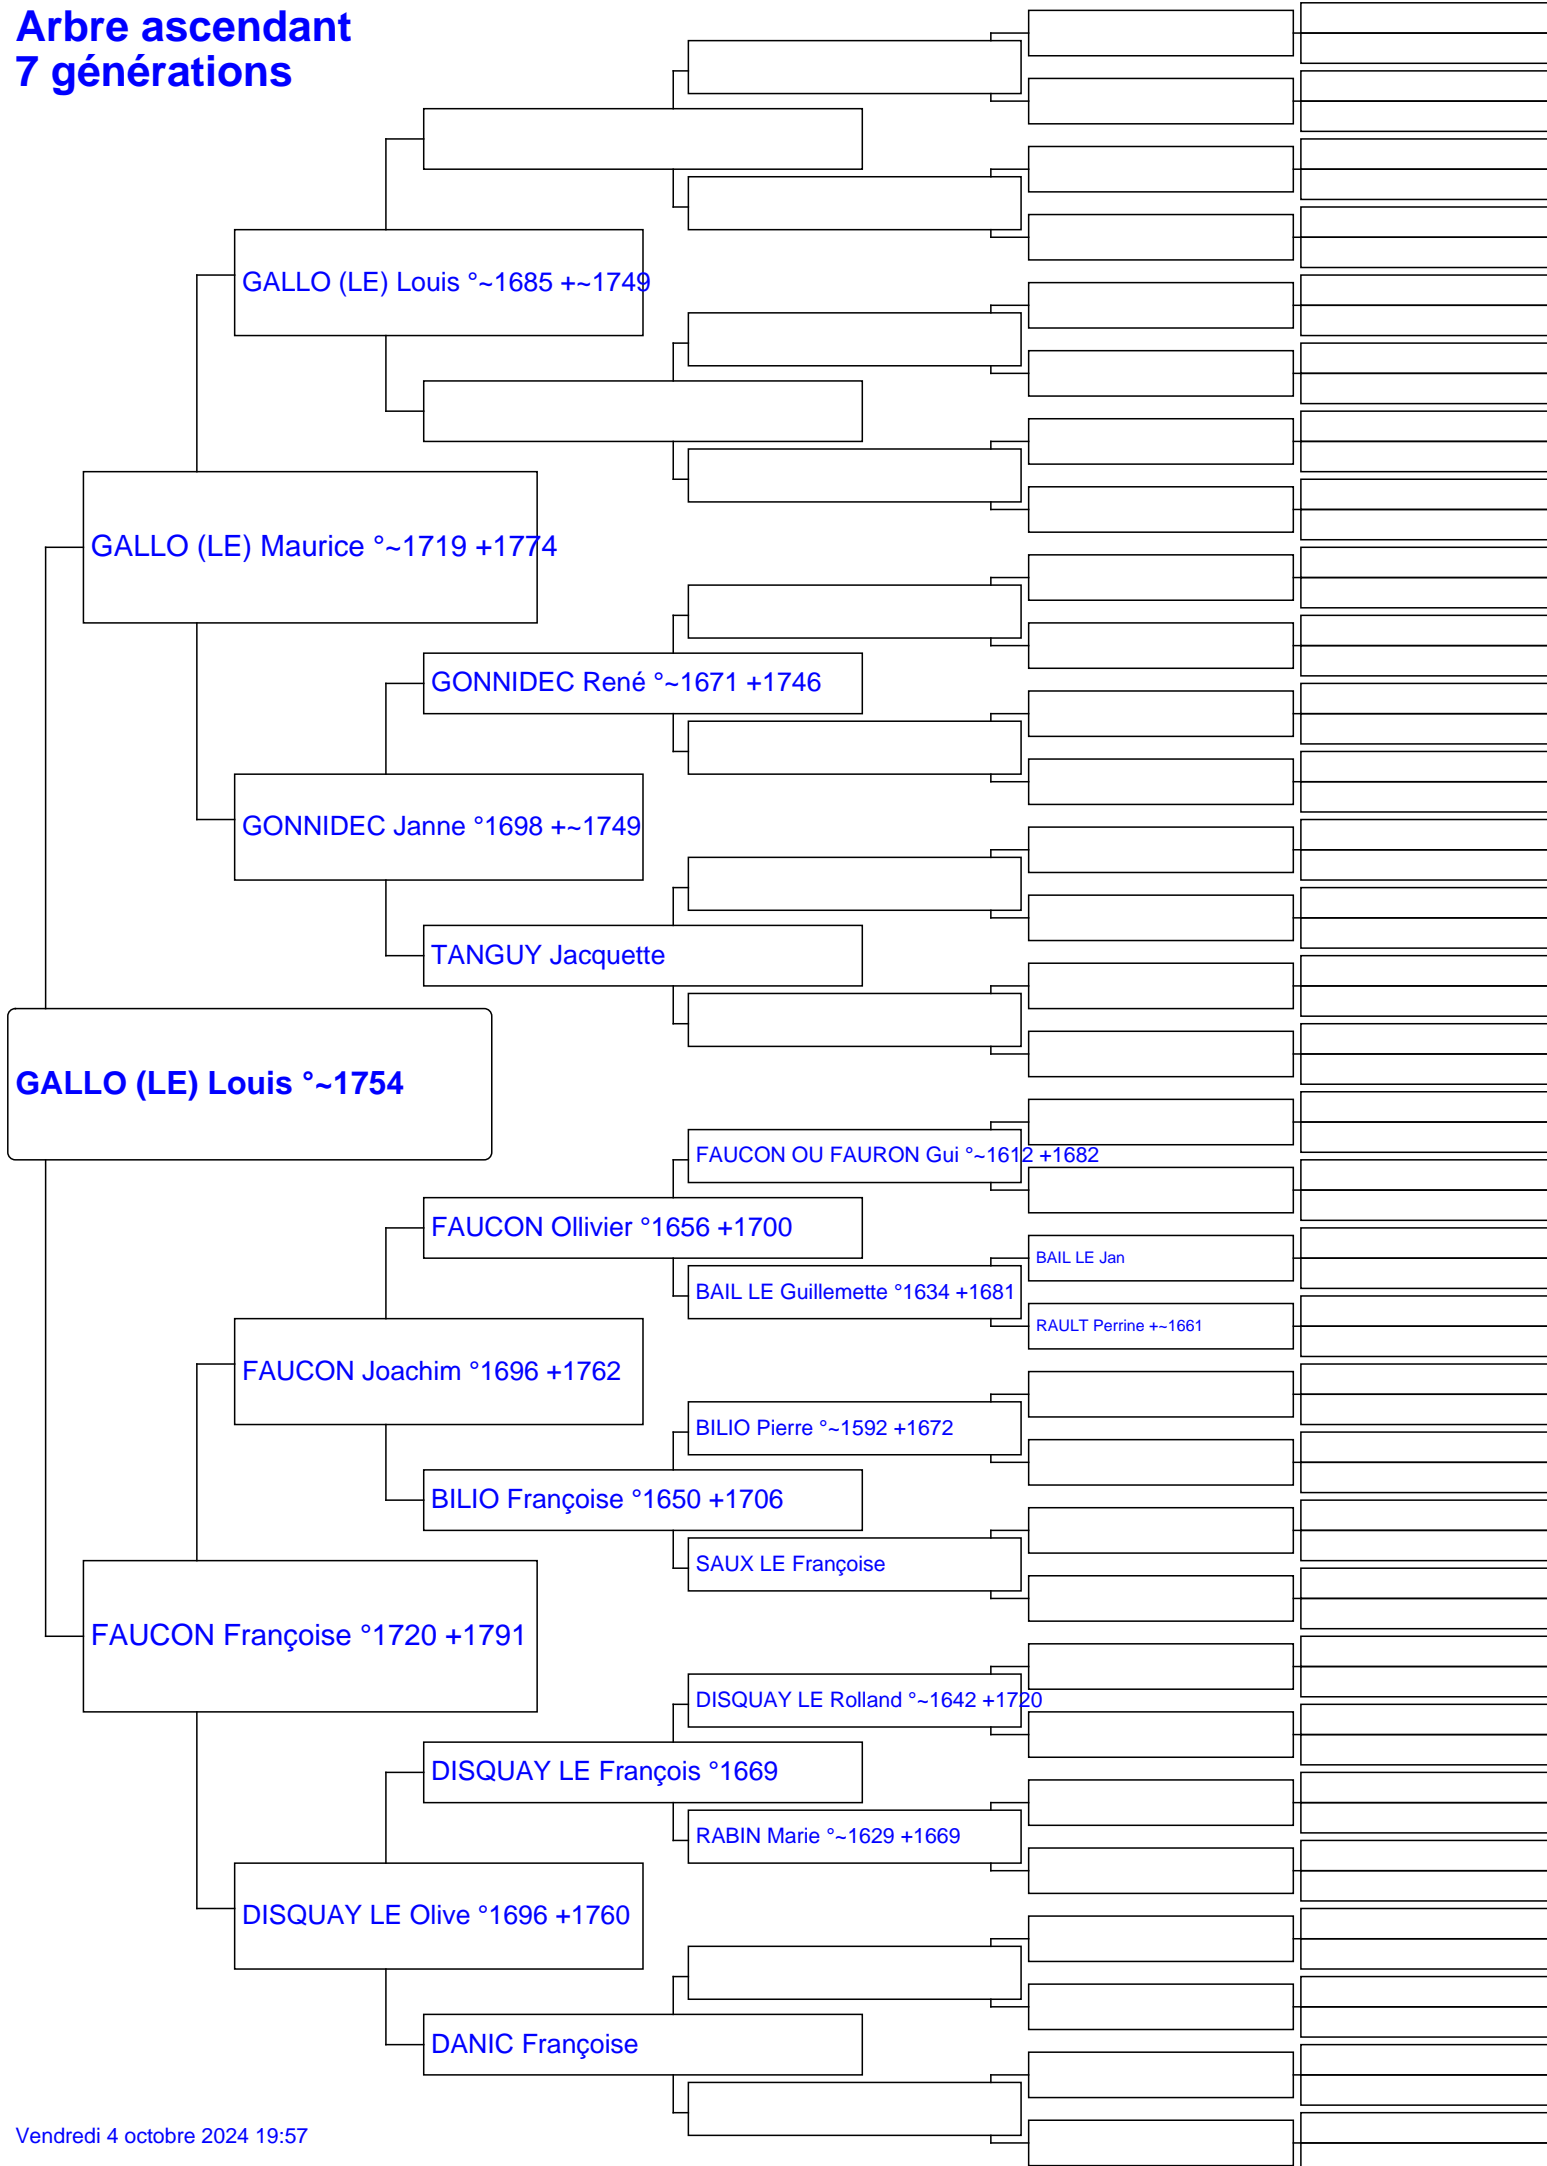 Arbre ascendant
7 générations
GALLO (LE) Louis °~1685 +~1749
GALLO (LE) Maurice °~1719 +1774
GONNIDEC René °~1671 +1746
GONNIDEC Janne °1698 +~1749
TANGUY Jacquette
GALLO (LE) Louis °~1754
FAUCON OU FAURON Gui °~1612 +1682
FAUCON Ollivier °1656 +1700
BAIL LE Jan
BAIL LE Guillemette °1634 +1681
RAULT Perrine +~1661
FAUCON Joachim °1696 +1762
BILIO Pierre °~1592 +1672
BILIO Françoise °1650 +1706
SAUX LE Françoise
FAUCON Françoise °1720 +1791
DISQUAY LE Rolland °~1642 +1720
DISQUAY LE François °1669
RABIN Marie °~1629 +1669
DISQUAY LE Olive °1696 +1760
DANIC Françoise
Vendredi 4 octobre 2024 19:57